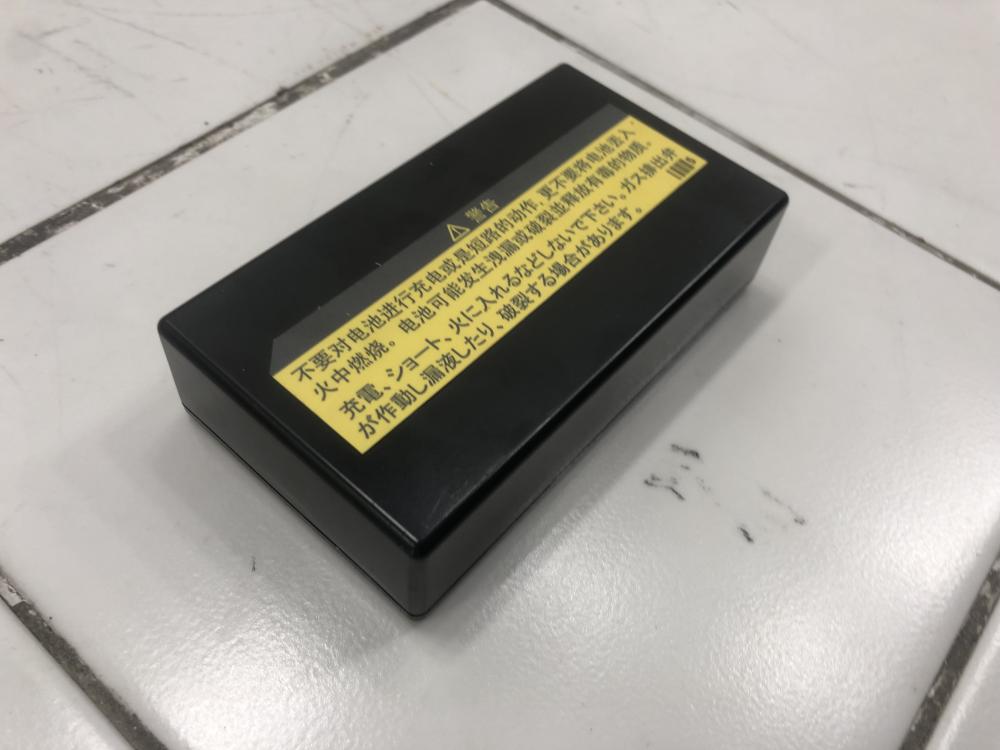 ⚠ 警告
不要对电池进行充电或是短路的动作，更不要将电池丢入，
火中燃烧。电池可能发生洩漏或破裂並释放有毒的物质。
充電、ショート、火に入れるなどしないで下さい。ガス排出弁
が作動し漏液したり、破裂する場合があります。